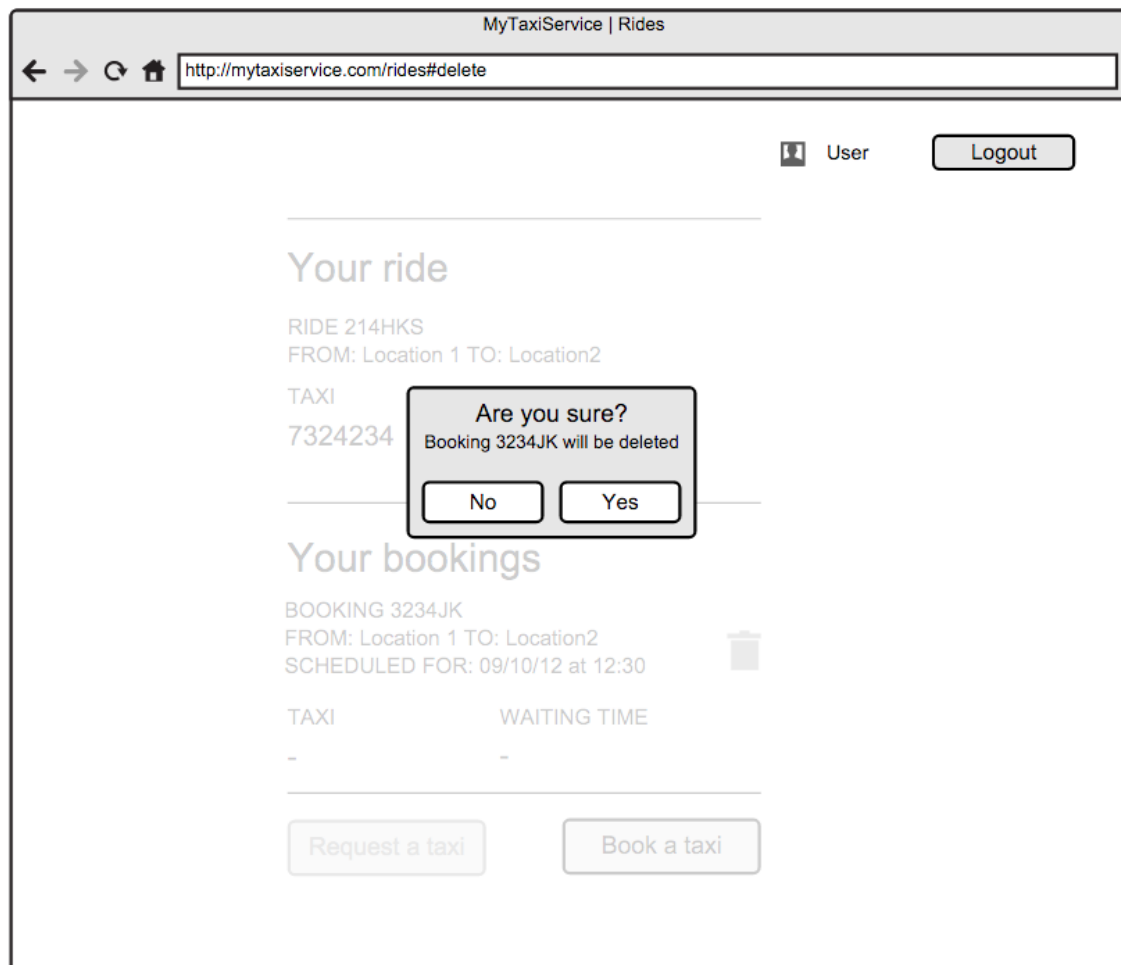 MyTaxiService | Rides
http://mytaxiservice.com/rides#delete
User
Logout
Your ride
RIDE 214HKS
FROM: Location 1 TO: Location2
TAXI
7324234
Are you sure?
Booking 3234JK will be deleted
No Yes
Your bookings
BOOKING 3234JK
FROM: Location 1 TO: Location2
SCHEDULED FOR: 09/10/12 at 12:30
TAXI WAITING TIME
- -
Request a taxi Book a taxi